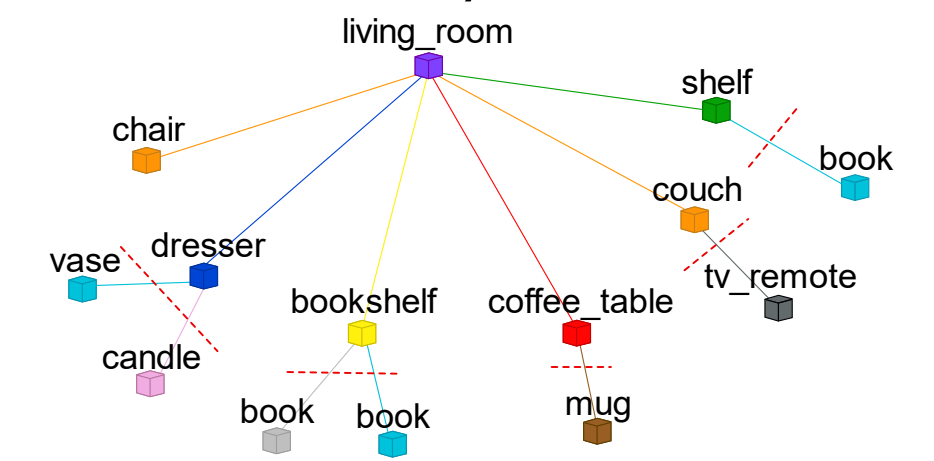 living_room
shelf
chair
book
couch
vase
dresser
tv_remote
bookshelf
coffee_table
candle
book
book
mug